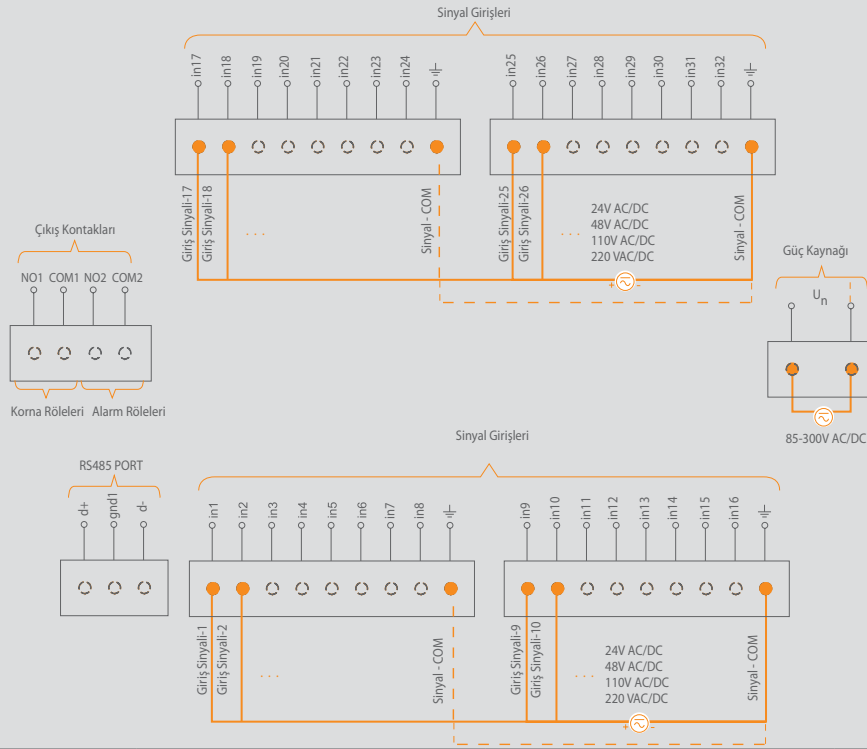 Sinyal Girişleri
in17 in18 in19 in20 in21 in22 in23 in24
in25 in26 in27 in28 in29 in30 in31 in32
Giriş Sinyali-17
Giriş Sinyali-18
. . .
Sinyal - COM
Giriş Sinyali-25
Giriş Sinyali-26
. . .
24V AC/DC
48V AC/DC
110V AC/DC
220 VAC/DC
Sinyal - COM
+ -
Çıkış Kontakları
NO1 COM1 NO2 COM2
Korna Röleleri Alarm Röleleri
Güç Kaynağı
Un
85-300V AC/DC
RS485 PORT
d+ gnd1 d-
Sinyal Girişleri
in1 in2 in3 in4 in5 in6 in7 in8
in9 in10 in11 in12 in13 in14 in15 in16
Giriş Sinyali-1
Giriş Sinyali-2
. . .
Sinyal - COM
Giriş Sinyali-9
Giriş Sinyali-10
. . .
24V AC/DC
48V AC/DC
110V AC/DC
220 VAC/DC
Sinyal - COM
+ -